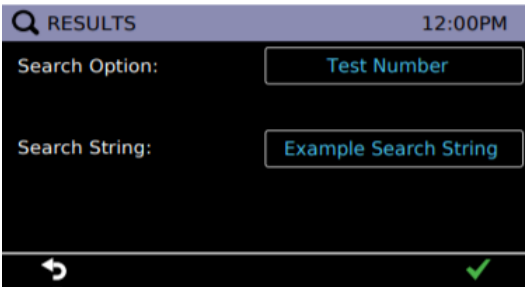 RESULTS 12:00PM
Search Option: Test Number
Search String: Example Search String